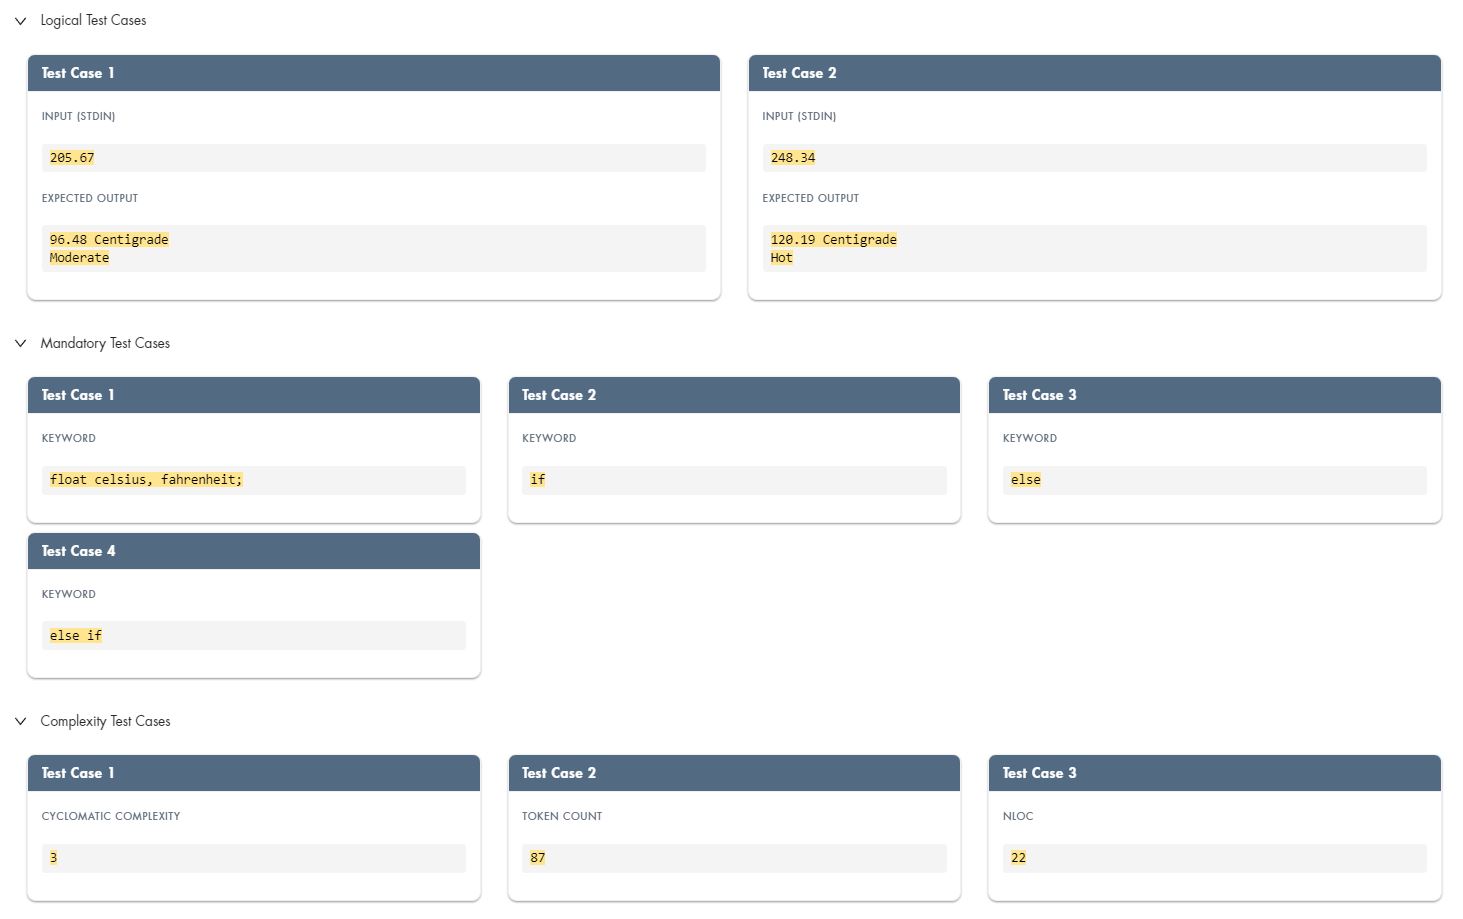 Logical Test Cases
Test Case 1
INPUT (STDIN)
205.67
EXPECTED OUTPUT
96.48 Centigrade
Moderate
Test Case 2
INPUT (STDIN)
248.34
EXPECTED OUTPUT
120.19 Centigrade
Hot
Mandatory Test Cases
Test Case 1
KEYWORD
float celsius, fahrenheit;
Test Case 2
KEYWORD
if
Test Case 3
KEYWORD
else
Test Case 4
KEYWORD
else if
Complexity Test Cases
Test Case 1
CYCLOMATIC COMPLEXITY
3
Test Case 2
TOKEN COUNT
87
Test Case 3
NLOC
22